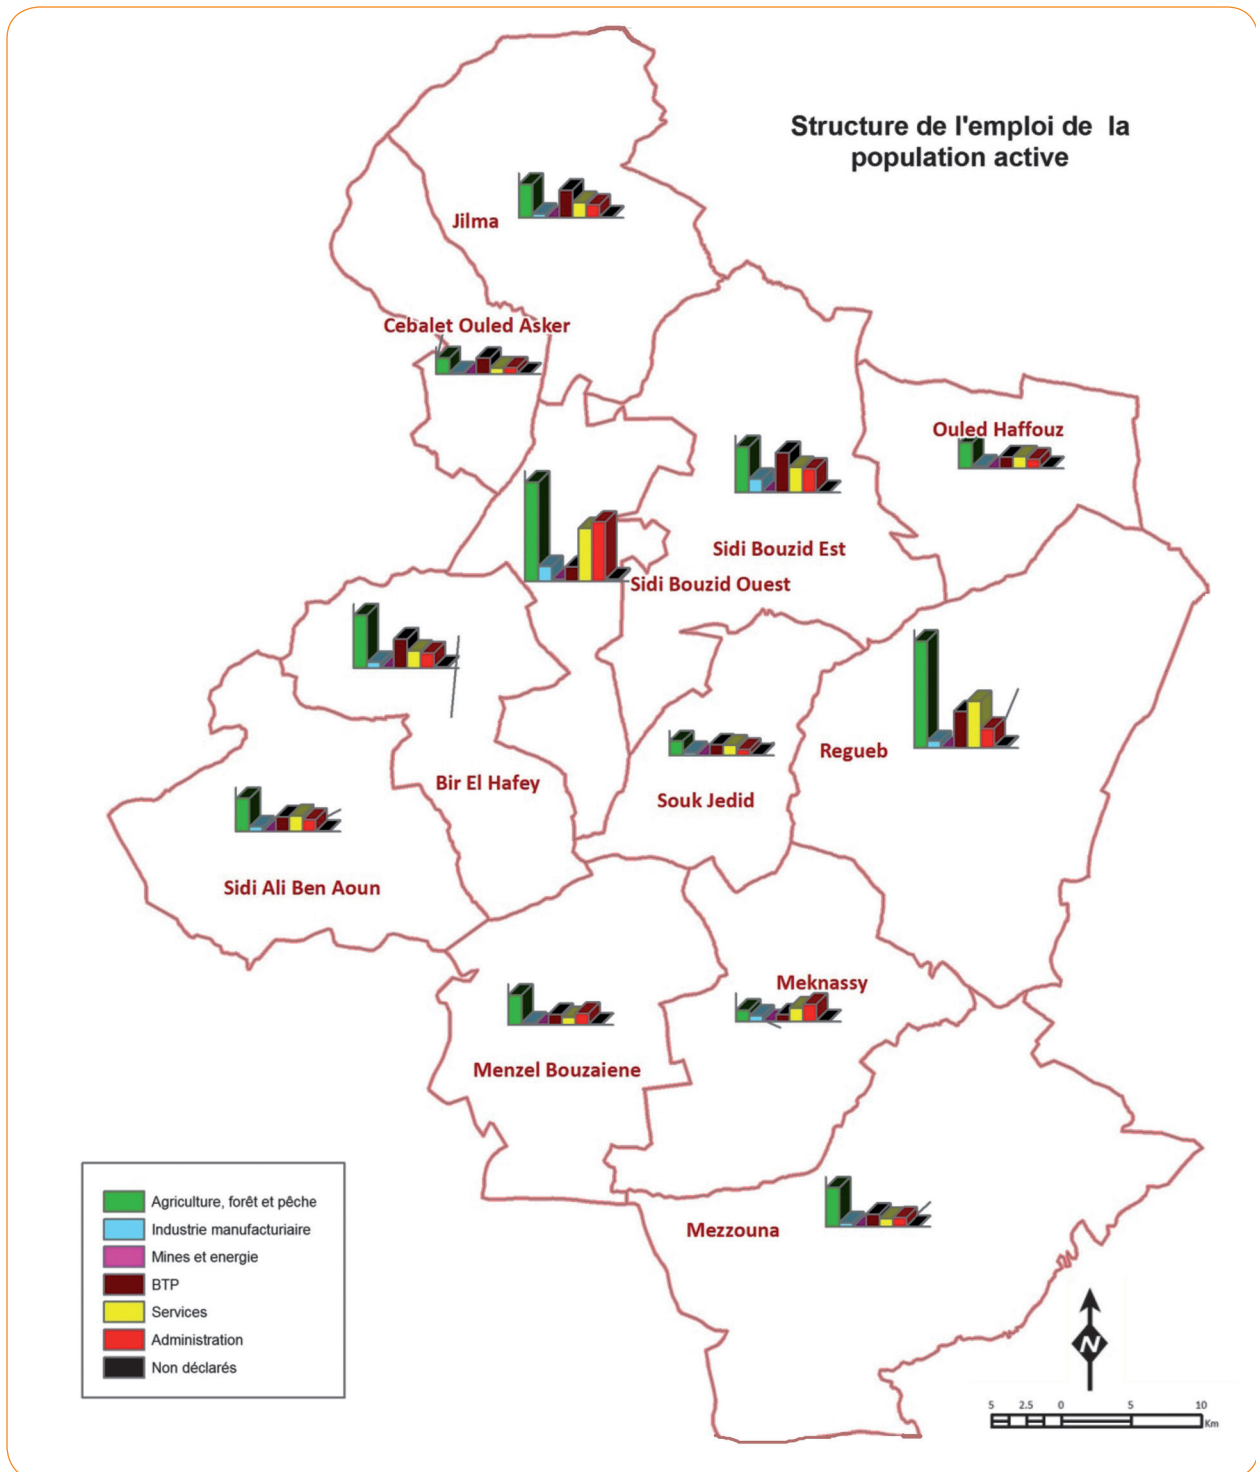 Structure de l'emploi de la
population active
Jilma
Cebalet Ouled Asker
Ouled Haffouz
Sidi Bouzid Est
Sidi Bouzid Ouest
Regueb
Bir El Hafey
Souk Jedid
Sidi Ali Ben Aoun
Meknassy
Menzel Bouzaiene
Mezzouna
Agriculture, forêt et pêche
Industrie manufacturiaire
Mines et energie
BTP
Services
Administration
Non déclarés
N
5 2.5 0 5 10
Km